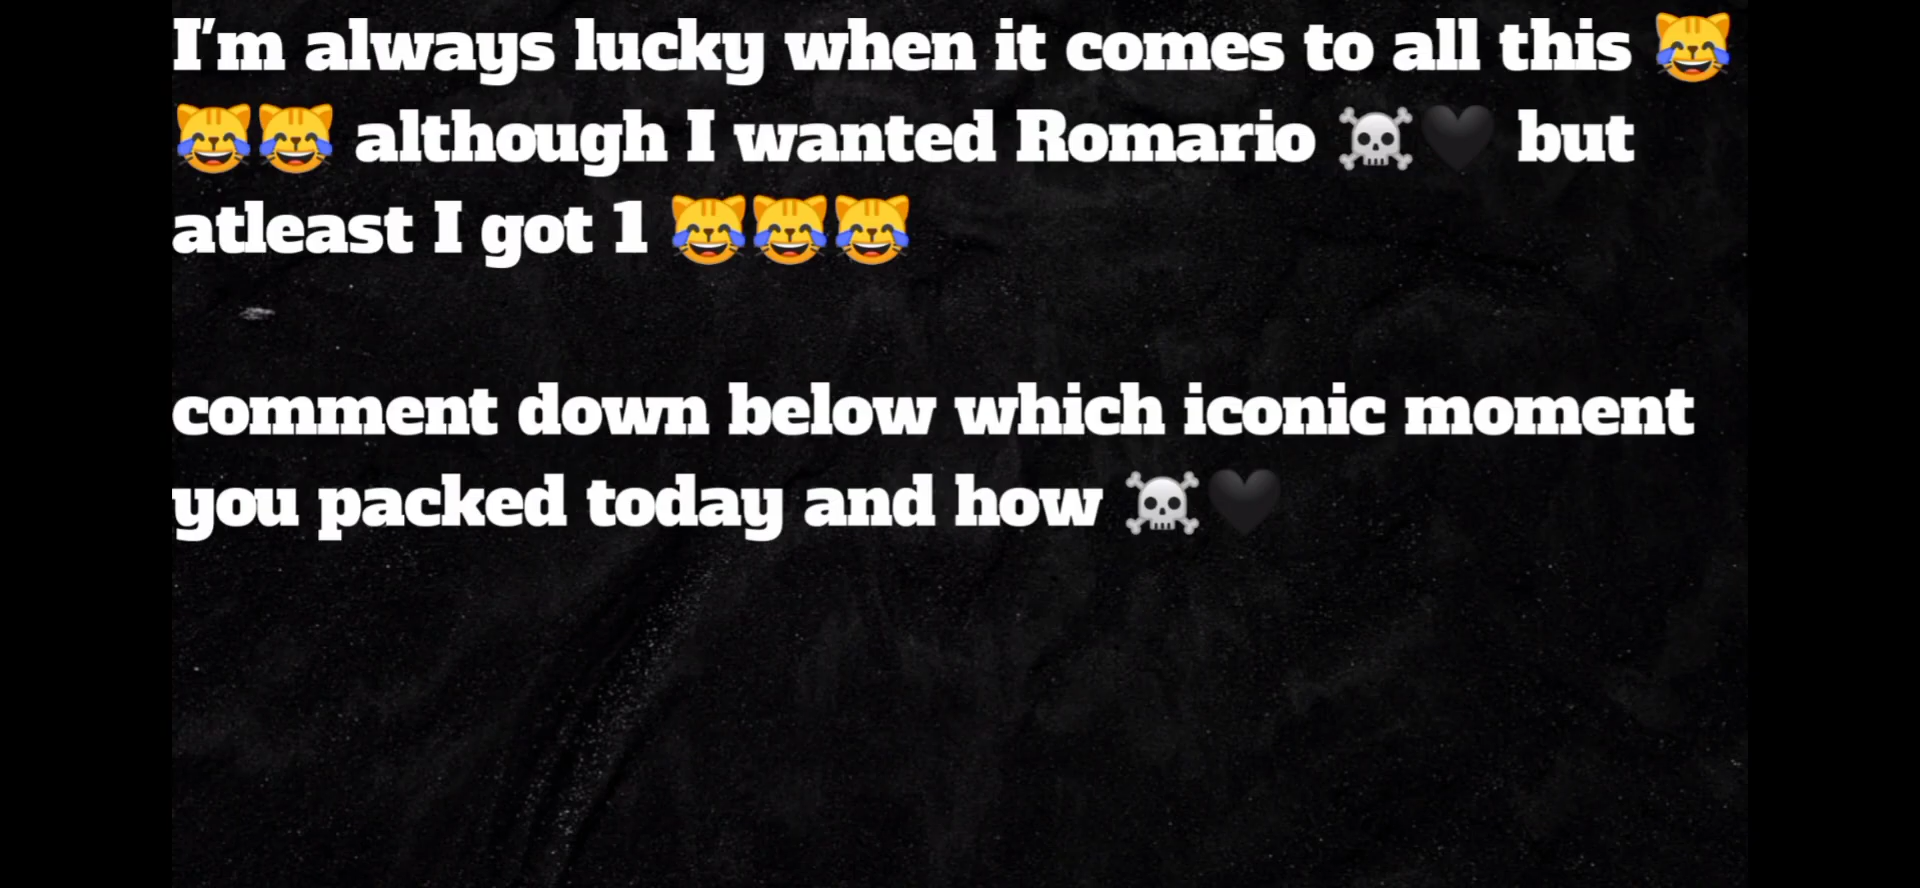 I'm always lucky when it comes to all this 😹
😹😹 although I wanted Romario ☠️🖤 but
atleast I got 1 😹😹😹
comment down below which iconic moment
you packed today and how ☠️🖤